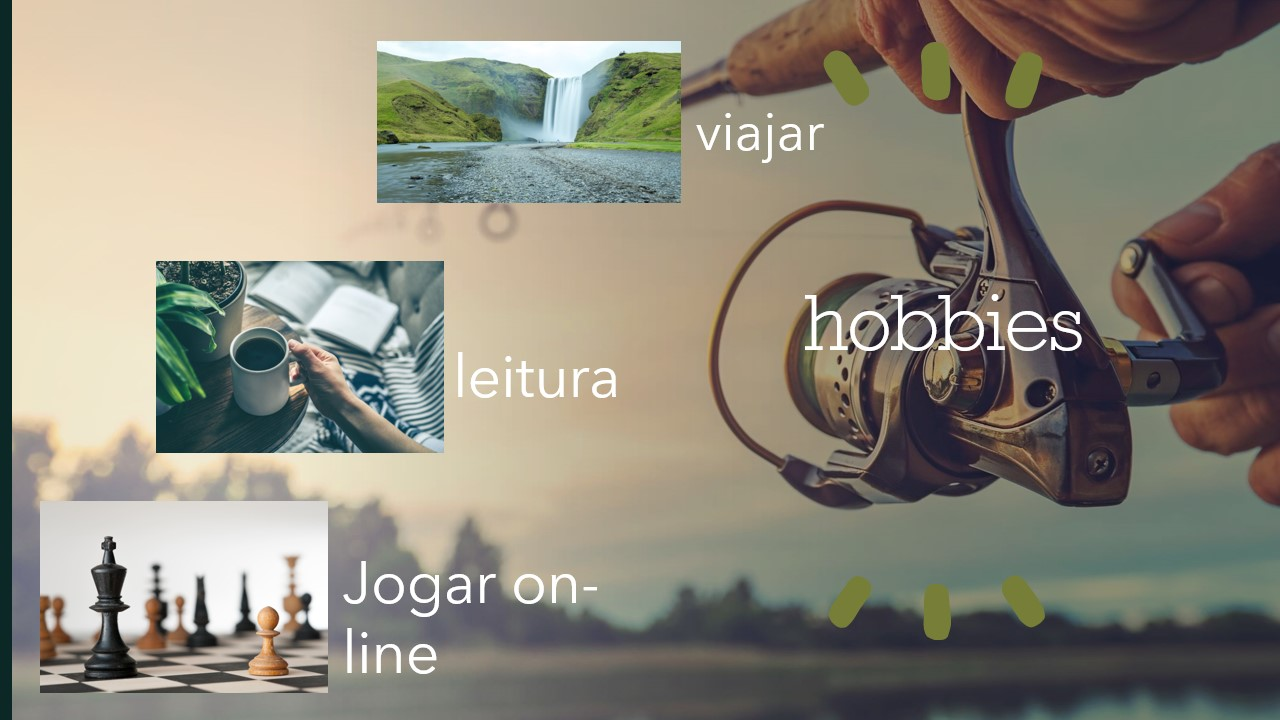 viajar
hobbies
leitura
Jogar on-
line